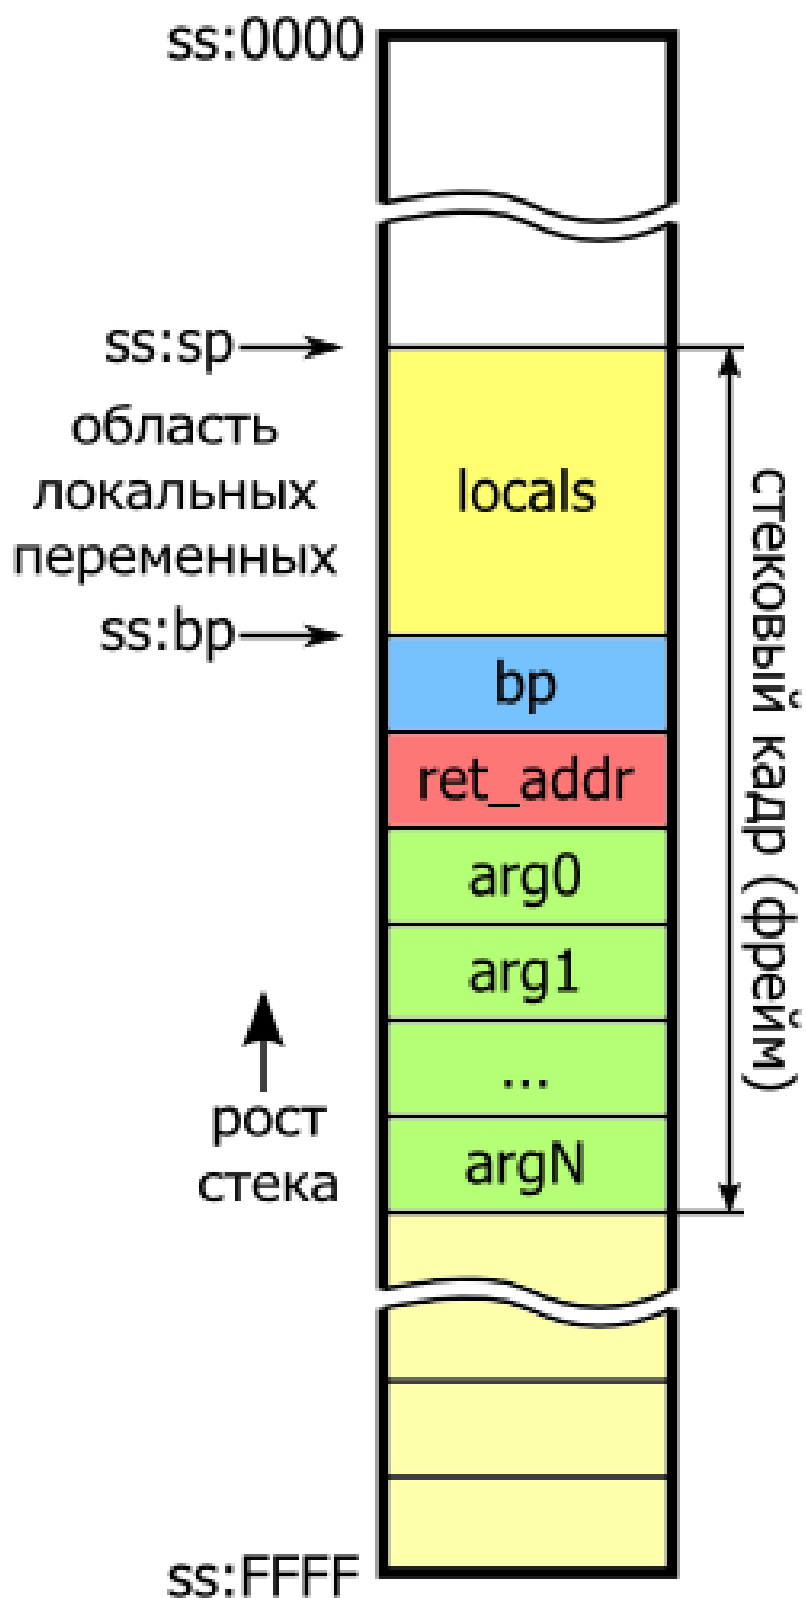 ss:0000
ss:sp
область
локальных
переменных
locals
ss:bp
bp
ret_addr
arg0
arg1
...
argN
рост
стека
стековый кадр (фрейм)
ss:FFFF